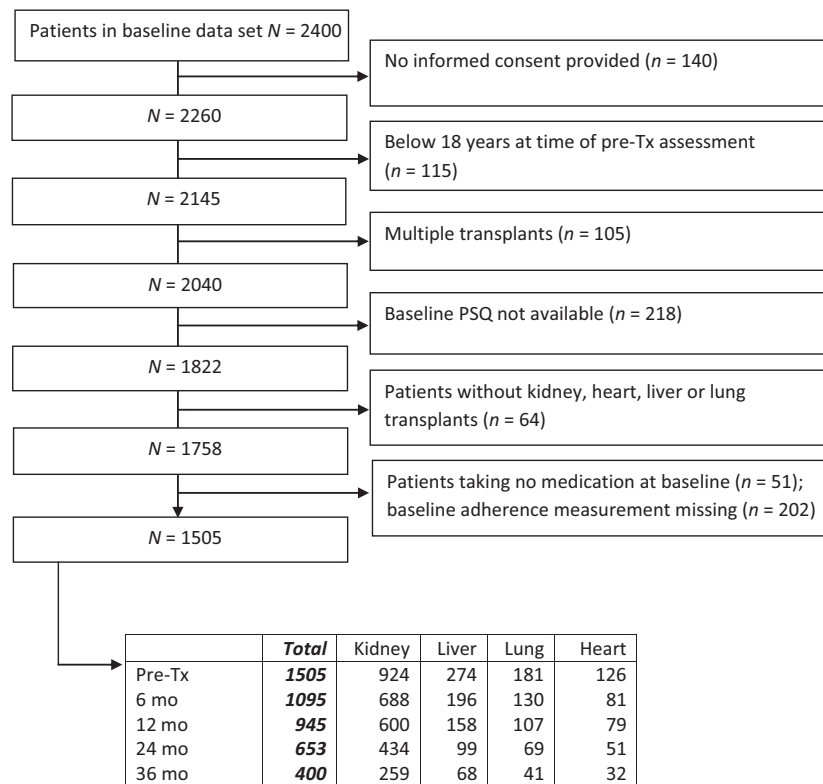 Patients in baseline data set N = 2400
No informed consent provided (n = 140)
N = 2260
Below 18 years at time of pre-Tx assessment
(n = 115)
N = 2145
Multiple transplants (n = 105)
N = 2040
Baseline PSQ not available (n = 218)
N = 1822
Patients without kidney, heart, liver or lung
transplants (n = 64)
N = 1758
Patients taking no medication at baseline (n = 51);
baseline adherence measurement missing (n = 202)
N = 1505
Total Kidney Liver Lung Heart
Pre-Tx 1505 924 274 181 126
6 mo 1095 688 196 130 81
12 mo 945 600 158 107 79
24 mo 653 434 99 69 51
36 mo 400 259 68 41 32